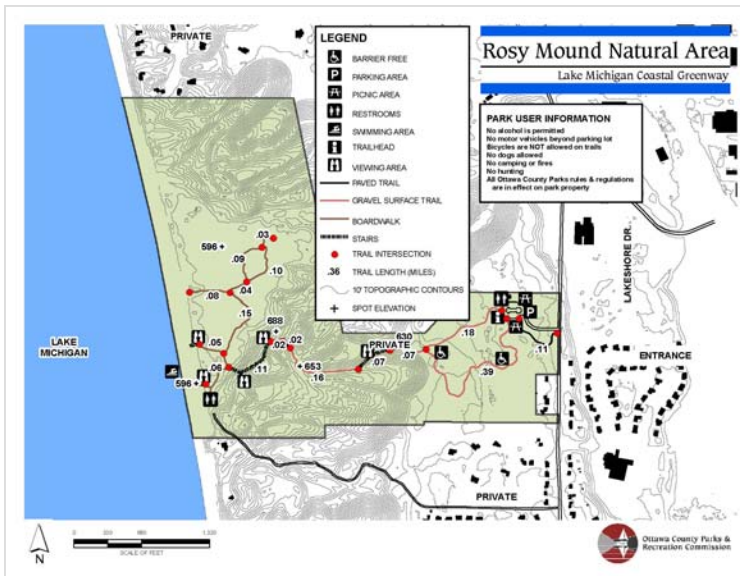 PRIVATE
LEGEND
BARRIER FREE
PARKING AREA
PICNIC AREA
RESTROOMS
SWIMMING AREA
TRAILHEAD
VIEWING AREA
PAVED TRAIL
GRAVEL SURFACE TRAIL
BOARDWALK
STAIRS
TRAIL INTERSECTION
.36 TRAIL LENGTH (MILES)
10' TOPOGRAPHIC CONTOURS
+ SPOT ELEVATION
Rosy Mound Natural Area
Lake Michigan Coastal Greenway
PARK USER INFORMATION
No alcohol is permitted
No motor vehicles beyond parking lot
Bicycles are NOT allowed on trails
No dogs allowed
No camping or fires
No hunting
All Ottawa County Parks rules & regulations
are in effect on park property
LAKESHORE DR.
.03
596 +
.09
.10
.04
.08
.15
688
+
.02
.02
630
PRIVATE
.18
P
.11
ENTRANCE
LAKE
MICHIGAN
.05
.06
.11
+ 653
.16
.07
.07
.39
596 +
PRIVATE
N
0
1,320
SCALE OF FEET
Ottawa County Parks &
Recreation Commission